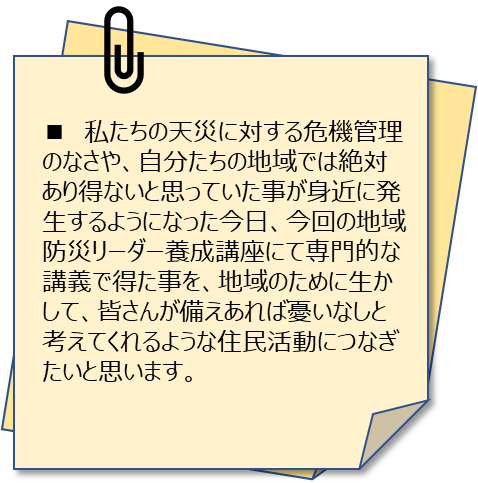 ■　私たちの天災に対する危機管理
のなさや、自分たちの地域では絶対
あり得ないと思っていた事が身近に発
生するようになった今日、今回の地域
防災リーダー養成講座にて専門的な
講義で得た事を、地域のために生か
して、皆さんが備えあれば憂いなしと
考えてくれるような住民活動につなぎ
たいと思います。